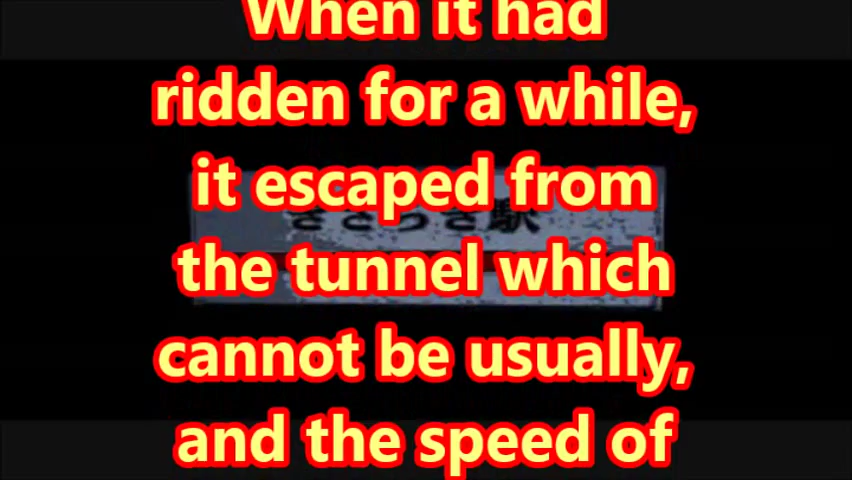 When it had
ridden for a while,
it escaped from
the tunnel which
cannot be usually,
and the speed of